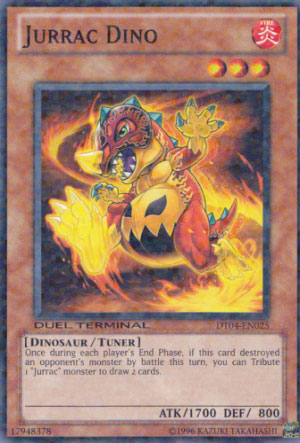 JURRAC DINO
FIRE
炎
DUEL TERMINAL
DT04-EN025
[DINOSAUR / TUNER]
Once during each player's End Phase, if this card destroyed
an opponent's monster by battle this turn, you can Tribute
1 "Jurrac" monster to draw 2 cards.
ATK/1700 DEF/ 800
17948378
©1996 KAZUKI TAKAHASHI